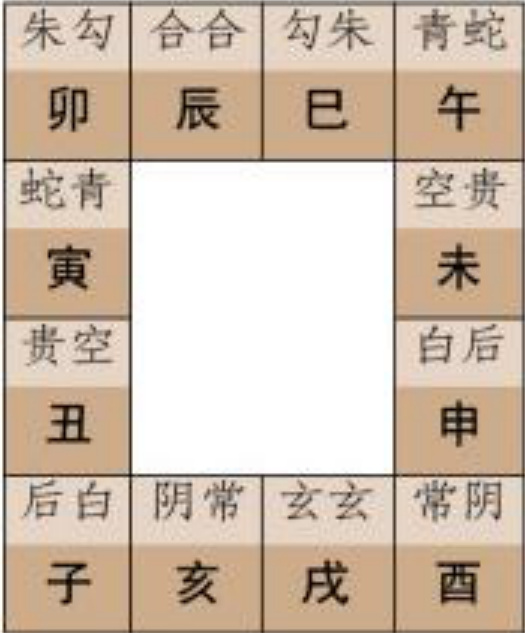 朱勾 合合 勾朱 青蛇
卯 辰 巳 午
蛇青 空贵
寅 未
贵空 白后
丑 申
后白 阴常 玄玄 常阴
子 亥 戌 酉